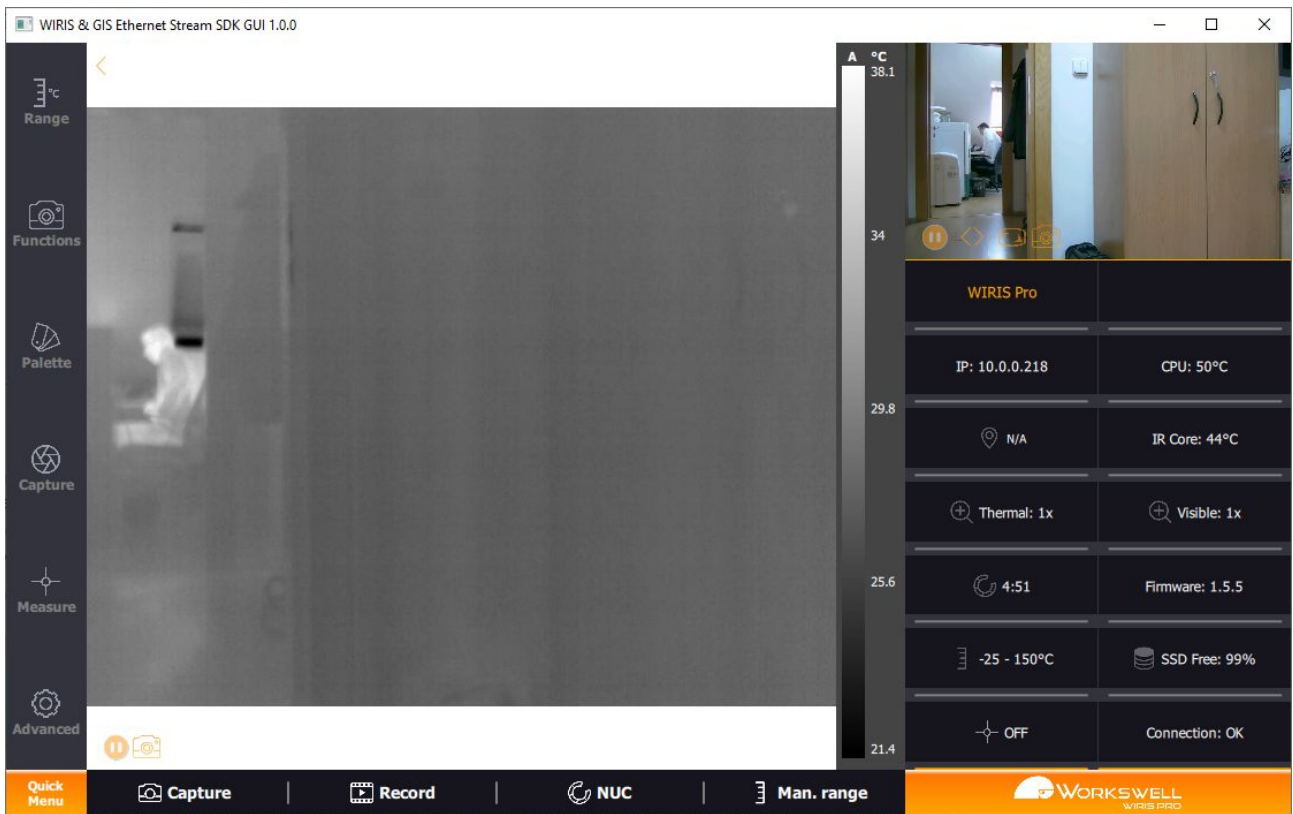 WIRIS & GIS Ethernet Stream SDK GUI 1.0.0
°C
Range
Functions
Palette
Capture
Measure
Advanced
Quick
Menu
A °C
38.1
34
29.8
25.6
21.4
WIRIS Pro
IP: 10.0.0.218
CPU: 50°C
N/A
IR Core: 44°C
Thermal: 1x
Visible: 1x
4:51
Firmware: 1.5.5
-25 - 150°C
SSD Free: 99%
OFF
Connection: OK
Capture
Record
NUC
Man. range
WORKSWELL
WIRIS PRO